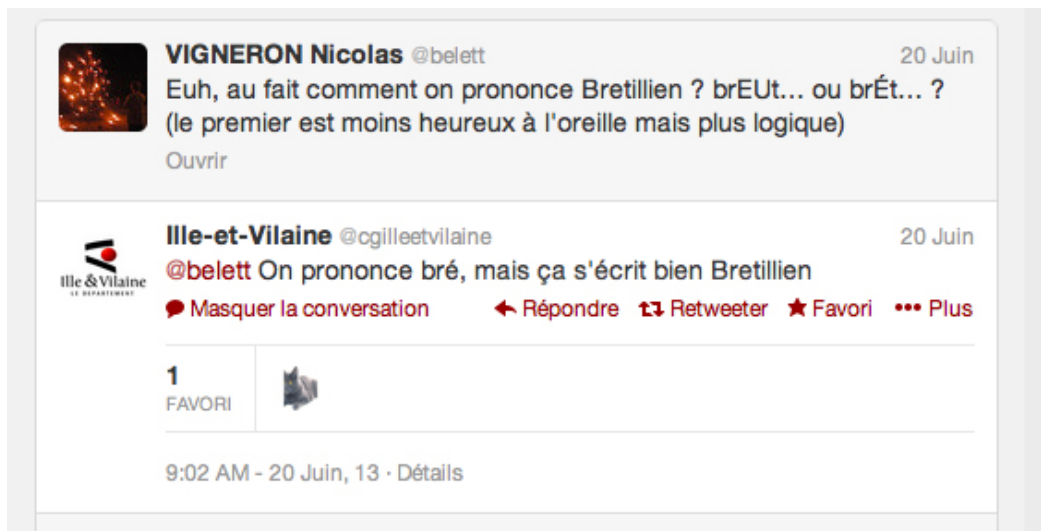 VIGNERON Nicolas @belett 20 Juin
Euh, au fait comment on prononce Bretillien ? brEUt... ou brÉt... ?
(le premier est moins heureux à l'oreille mais plus logique)
Ouvrir
Ille-et-Vilaine @cgilleetvilaine 20 Juin
@belett On prononce bré, mais ça s'écrit bien Bretillien
Ille & Vilaine
LE DEPARTEMENT
Masquer la conversation Répondre Retweeter Favori Plus
1
FAVORI
9:02 AM - 20 Juin, 13 · Détails